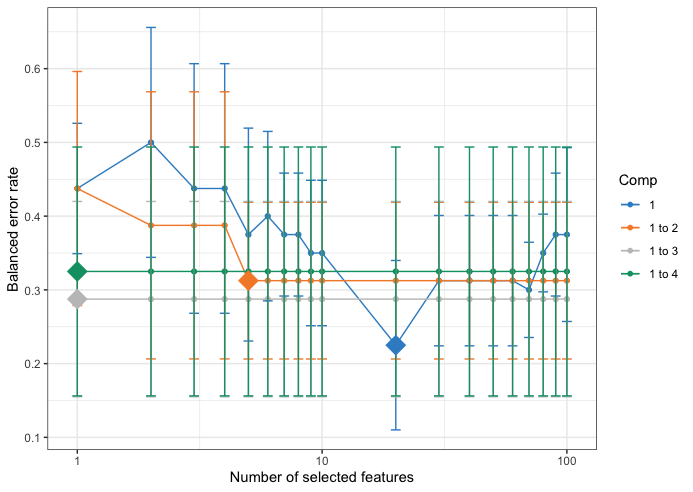 0.6
0.5
0.4
0.3
0.2
0.1
1
10
100
Balanced error rate
Number of selected features
Comp
1
1 to 2
1 to 3
1 to 4